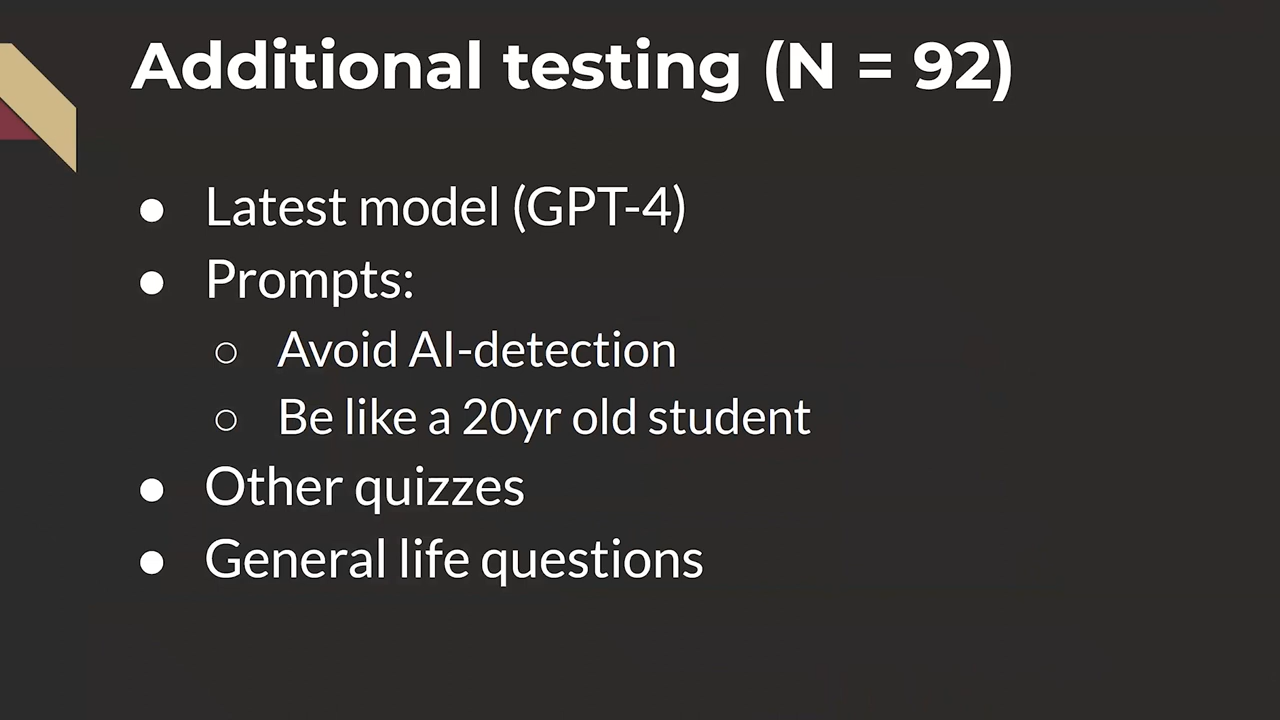 Additional testing (N = 92)
● Latest model (GPT-4)
● Prompts:
○ Avoid AI-detection
○ Be like a 20yr old student
● Other quizzes
● General life questions